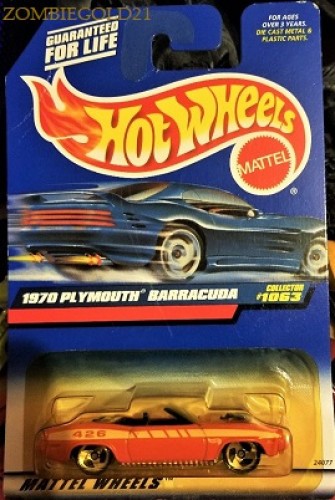 ZOMBIEGOLD21
GUARANTEED
FOR LIFE
FOR AGES
OVER 3 YEARS.
DIE CAST METAL &
PLASTIC PARTS.
HOT WHEELS
MATTEL
®
1970 PLYMOUTH® BARRACUDA
COLLECTOR
#1063
426
24077
MATTEL WHEELS™